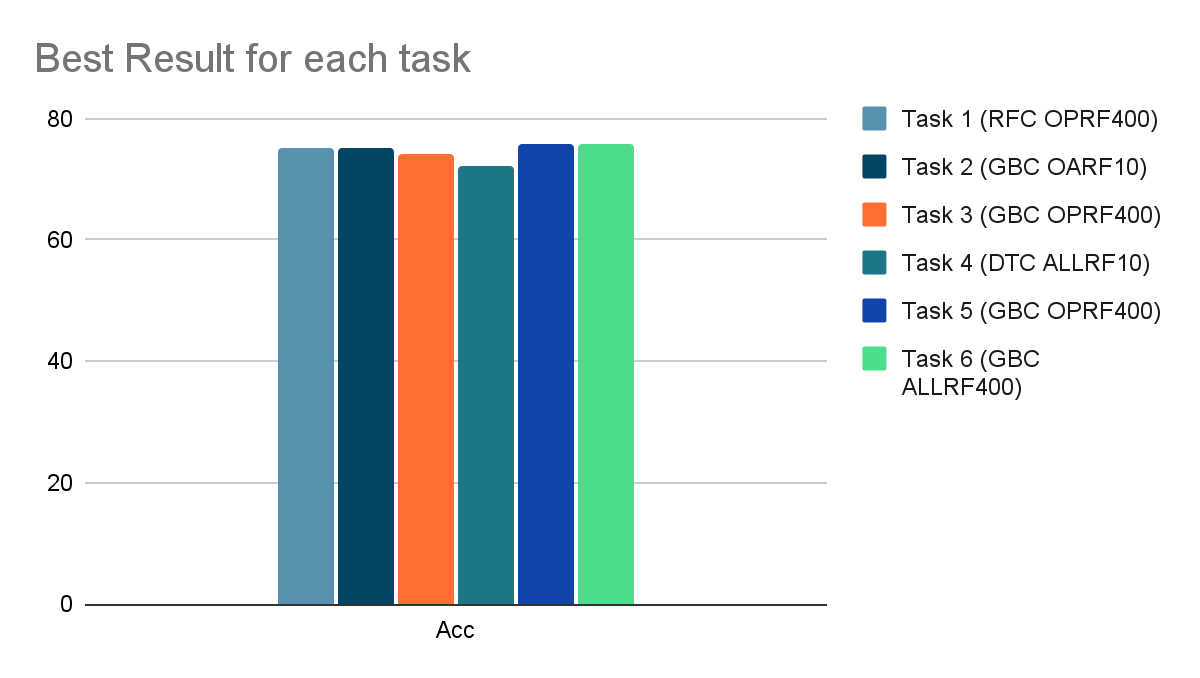 Best Result for each task
80
60
40
20
0
Acc
Task 1 (RFC OPRF400)
Task 2 (GBC OARF10)
Task 3 (GBC OPRF400)
Task 4 (DTC ALLRF10)
Task 5 (GBC OPRF400)
Task 6 (GBC
ALLRF400)